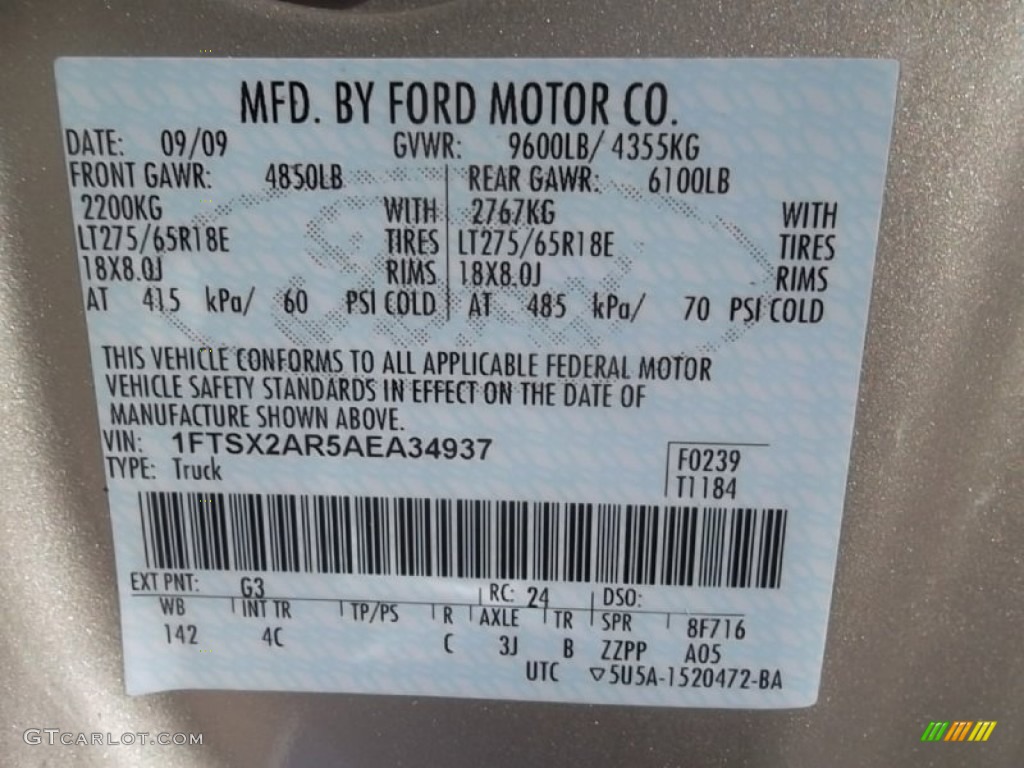 MFD. BY FORD MOTOR CO.
DATE: 09/09 GVWR: 9600LB/ 4355KG
FRONT GAWR: 4850LB REAR GAWR: 6100LB
2200KG WITH 2767KG WITH
LT275/65R18E TIRES LT275/65R18E TIRES
18X8.0J RIMS 18X8.0J RIMS
AT 415 kPa/ 60 PSI COLD AT 485 kPa/ 70 PSI COLD
THIS VEHICLE CONFORMS TO ALL APPLICABLE FEDERAL MOTOR
VEHICLE SAFETY STANDARDS IN EFFECT ON THE DATE OF
MANUFACTURE SHOWN ABOVE.
VIN: 1FTSX2AR5AEA34937
TYPE: Truck
F0239
T1184
EXT PNT: G3 RC: 24 DSO:
WB INT TR TP/PS R AXLE TR SPR 8F716
142 4C C 3J B ZZPP A05
UTC ▽5U5A-1520472-BA
GTCarLot.com